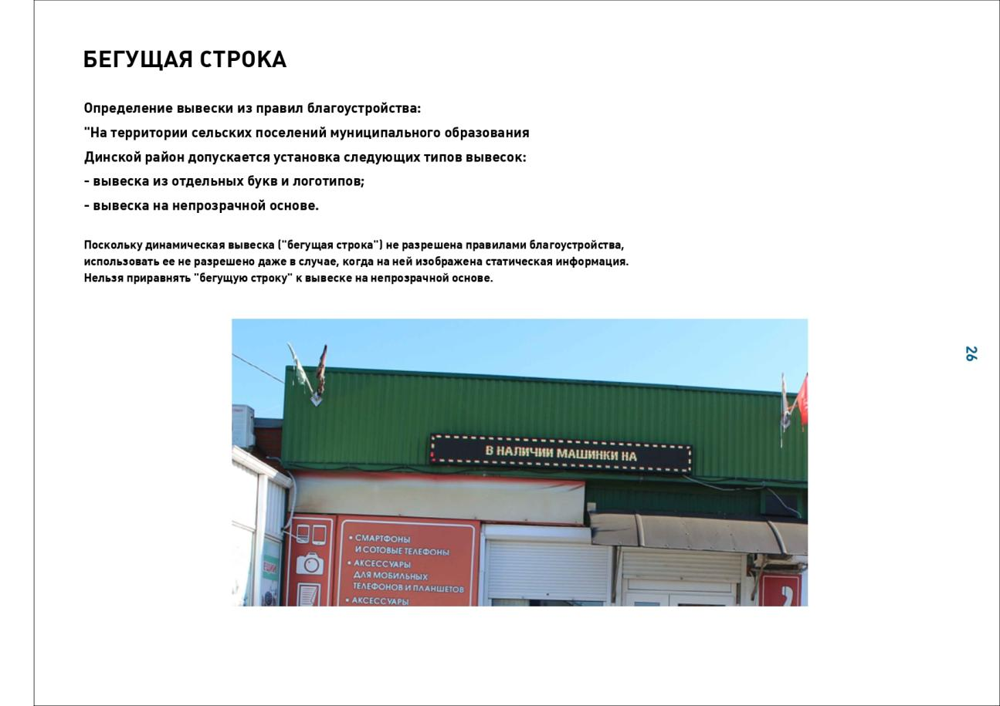 БЕГУЩАЯ СТРОКА
Определение вывески из правил благоустройства:
"На территории сельских поселений муниципального образования
Динской район допускается установка следующих типов вывесок:
- вывеска из отдельных букв и логотипов;
- вывеска на непрозрачной основе.
Поскольку динамическая вывеска ("бегущая строка") не разрешена правилами благоустройства,
использовать ее не разрешено даже в случае, когда на ней изображена статическая информация.
Нельзя приравнять "бегущую строку" к вывеске на непрозрачной основе.
26
В НАЛИЧИИ МАШИНКИ НА
• СМАРТФОНЫ
И СОТОВЫЕ ТЕЛЕФОНЫ
• АКСЕССУАРЫ
ДЛЯ МОБИЛЬНЫХ
ТЕЛЕФОНОВ И ПЛАНШЕТОВ
• АКСЕССУАРЫ